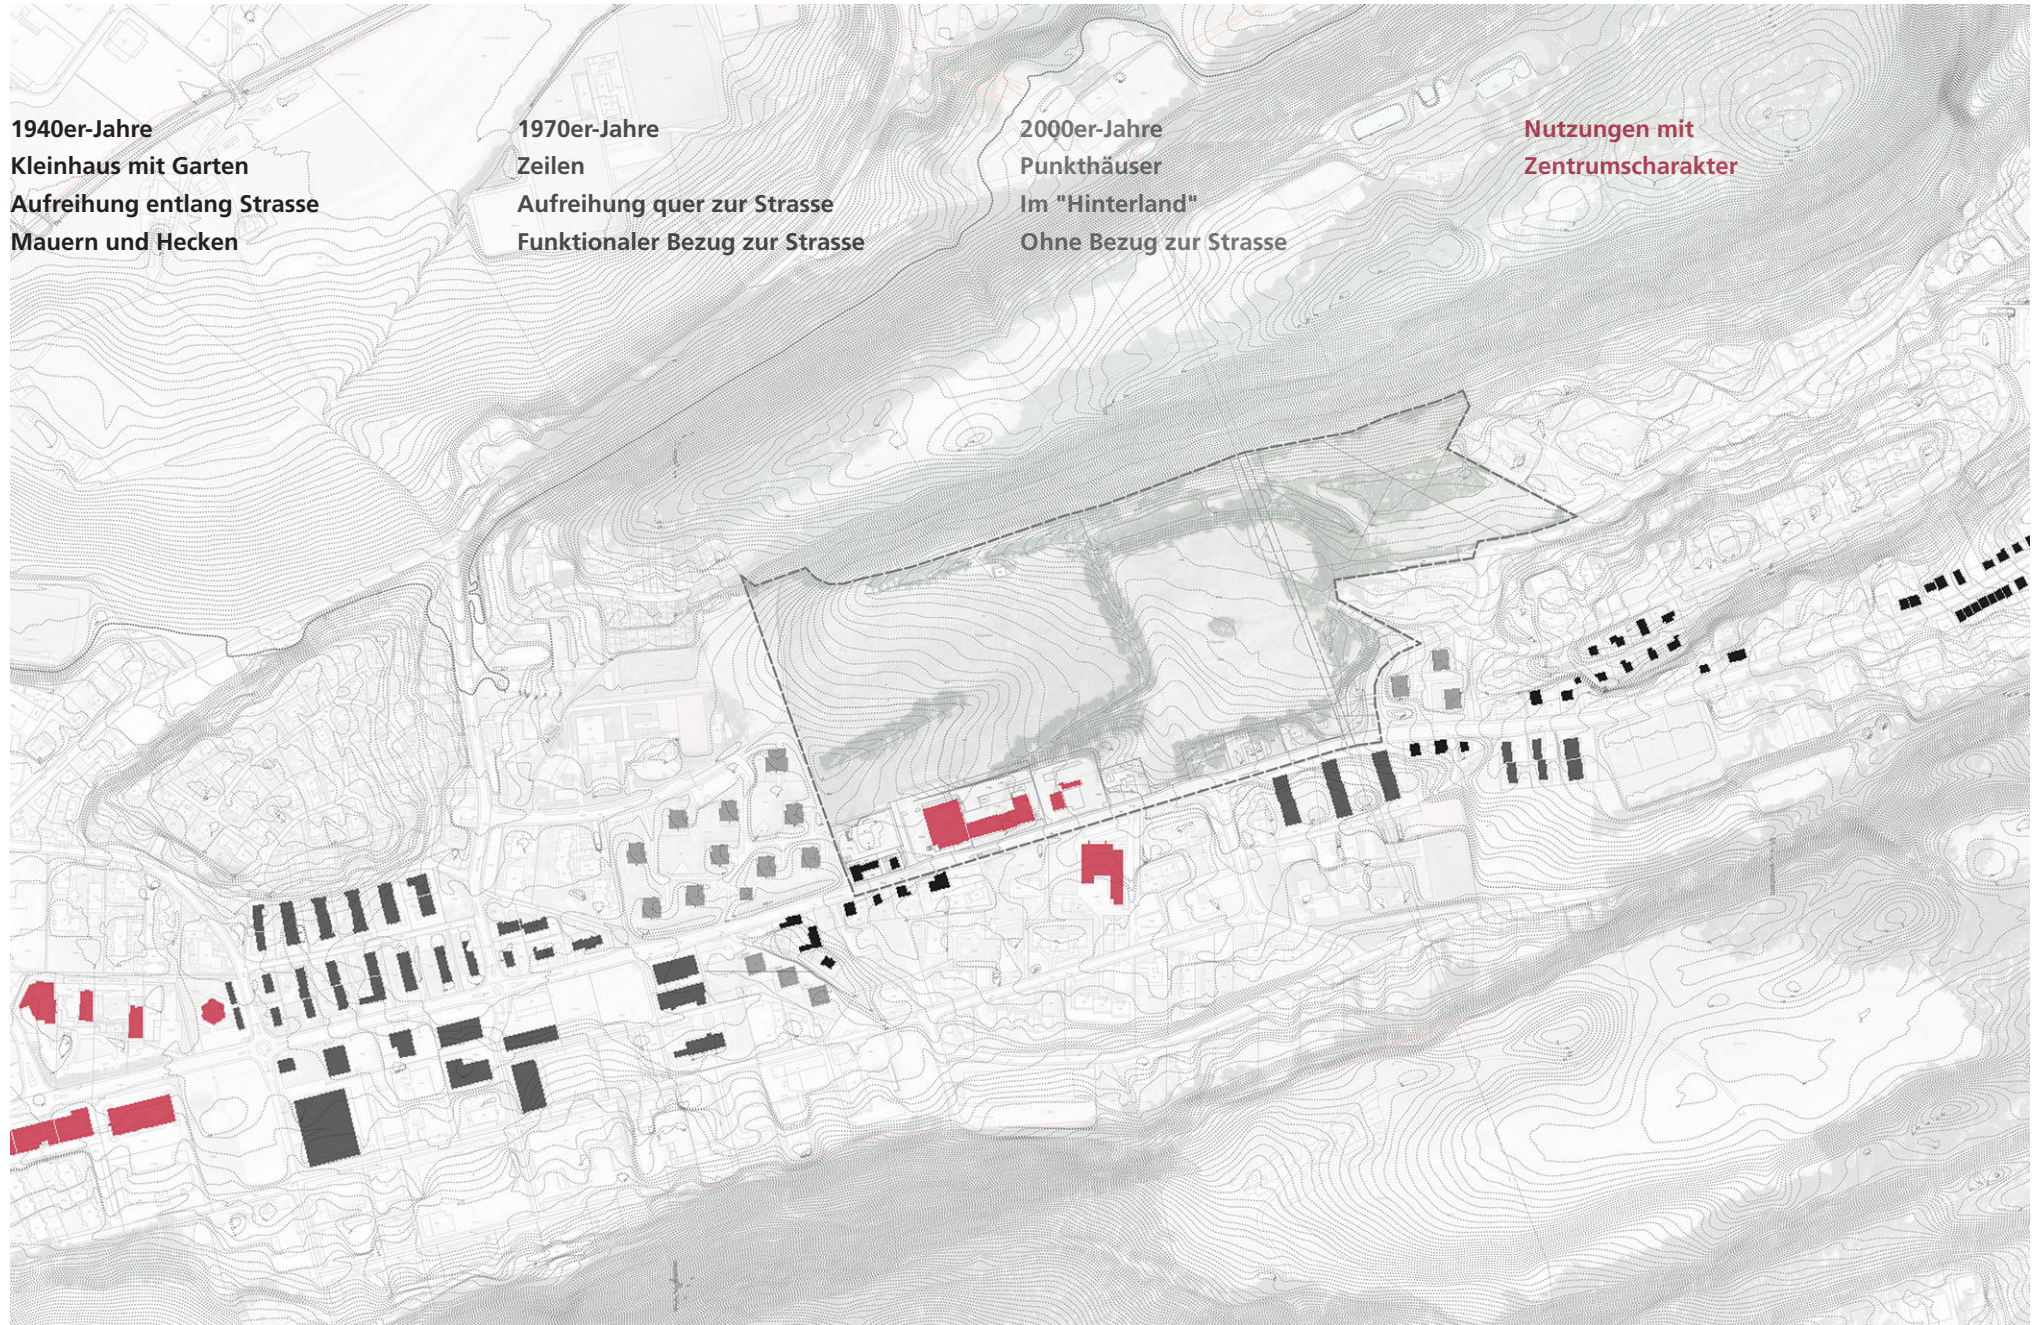 1940er-Jahre
Kleinhaus mit Garten
Aufreihung entlang Strasse
Mauern und Hecken
1970er-Jahre
Zeilen
Aufreihung quer zur Strasse
Funktionaler Bezug zur Strasse
2000er-Jahre
Punkthäuser
Im "Hinterland"
Ohne Bezug zur Strasse
Nutzungen mit
Zentrumscharakter